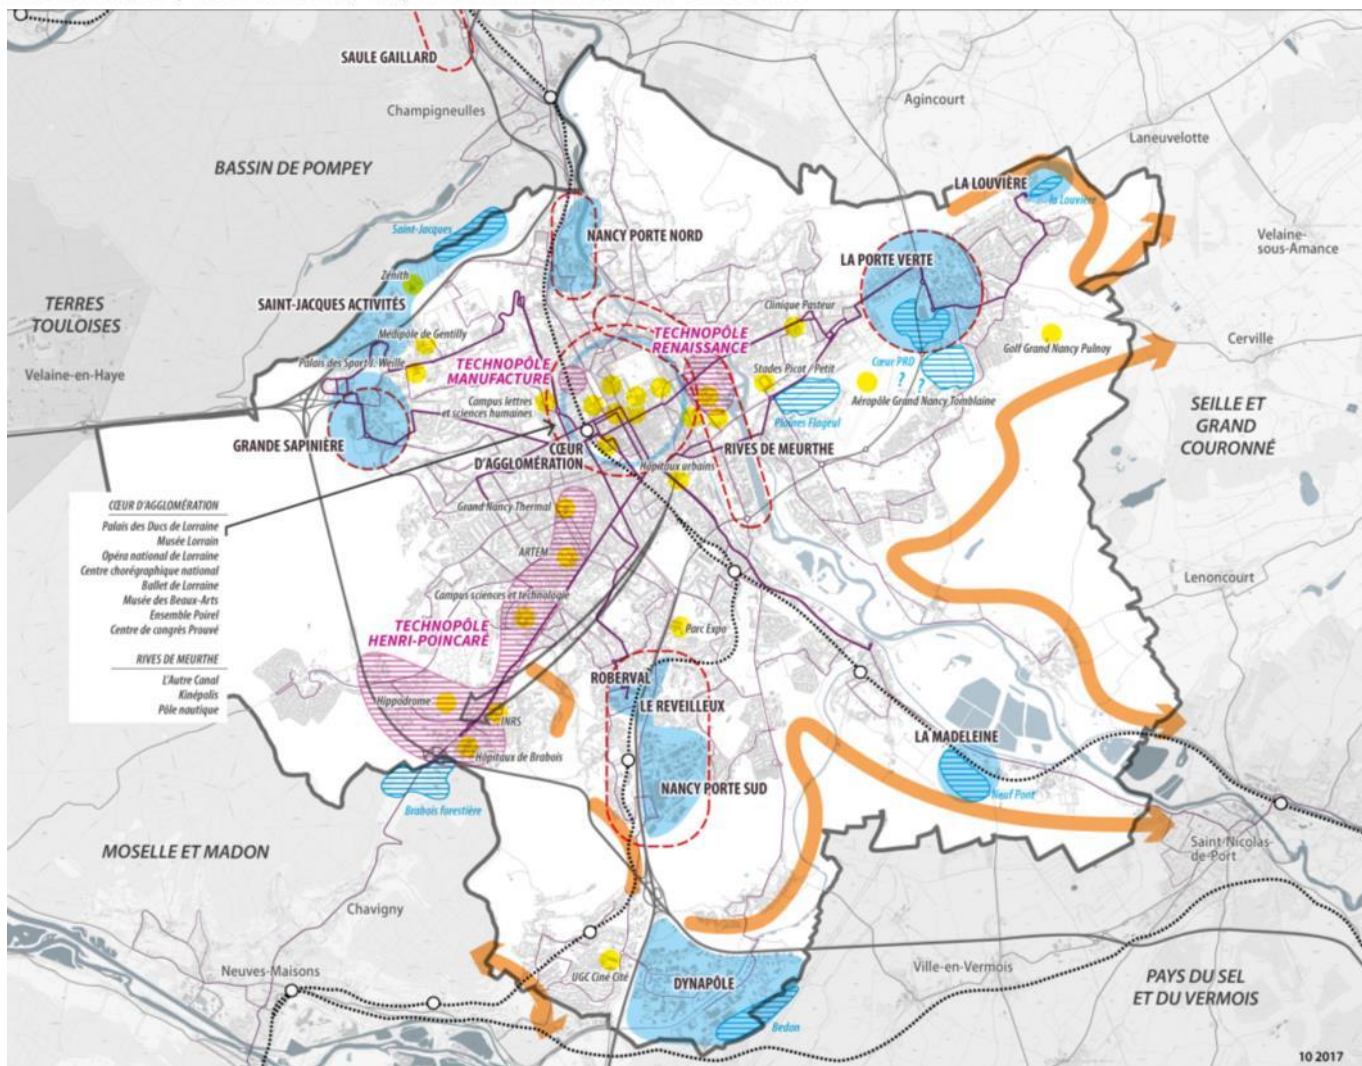 SAULE GAILLARD
Champigneulles
Agincourt
Laneuvelotte
BASSIN DE POMPEY
LA LOUVIÈRE
la Louvière
Saint-Jacques
NANCY PORTE NORD
Velaine-
sous-Amance
LA PORTE VERTE
Zénith
TERRES
TOULOISES
SAINT-JACQUES ACTIVITÉS
Clinique Pasteur
Médipôle de Gentilly
TECHNOPÔLE
RENAISSANCE
Golf Grand Nancy Pulnoy
Cerville
Palais des Sport J. Weille
TECHNOPÔLE
MANUFACTURE
Velaine-en-Haye
Stades Picot / Petit
Cœur PRD
? ?
Aéropôle Grand Nancy Tomblaine
Campus lettres
et sciences humaines
Plaines Flageul
SEILLE ET
GRAND
COURONNÉ
GRANDE SAPINIÈRE
CŒUR
D'AGGLOMÉRATION
RIVES DE MEURTHE
Hôpitaux urbains
CŒUR D'AGGLOMÉRATION
Palais des Ducs de Lorraine
Musée Lorrain
Opéra national de Lorraine
Centre chorégraphique national
Ballet de Lorraine
Musée des Beaux-Arts
Ensemble Poirel
Centre de congrès Prouvé
RIVES DE MEURTHE
L'Autre Canal
Kinépolis
Pôle nautique
Grand Nancy Thermal
ARTEM
Lenoncourt
Campus sciences et technologie
TECHNOPÔLE
HENRI-POINCARÉ
Parc Expo
ROBERVAL
Hippodrome
LE REVEILLEUX
INRS
LA MADELEINE
Hôpitaux de Brabois
NANCY PORTE SUD
Neuf Pont
Brabois forestière
MOSELLE ET MADON
Saint-Nicolas-
de-Port
Chavigny
Neuves-Maisons
UGC Ciné Cité
DYNAPÔLE
Ville-en-Vermois
PAYS DU SEL
ET DU VERMOIS
Bedon
10 2017